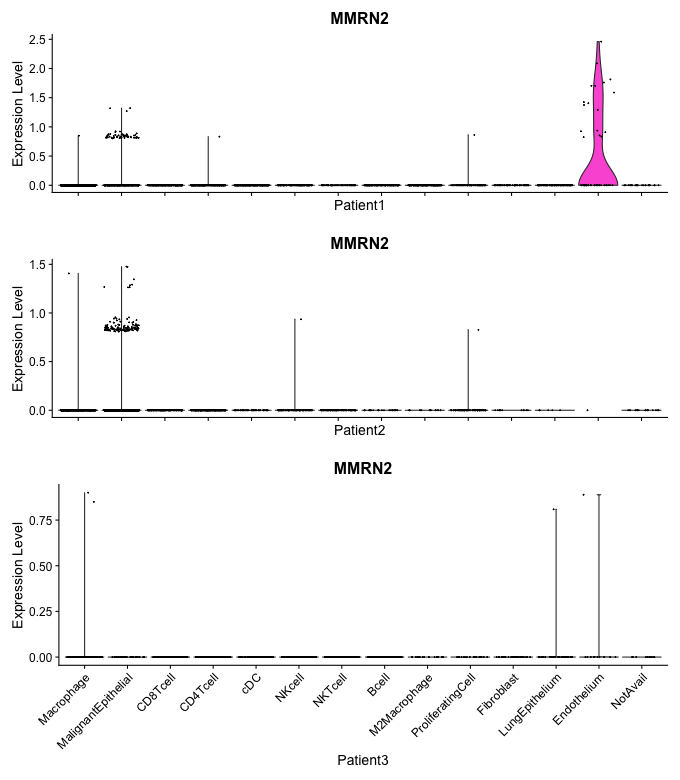 MMRN2
Expression Level
2.5
2.0
1.5
1.0
0.5
0.0
Patient1
MMRN2
Expression Level
1.5
1.0
0.5
0.0
Patient2
MMRN2
Expression Level
0.75
0.50
0.25
0.00
Macrophage
MalignantEpithelial
CD8Tcell
CD4Tcell
cDC
NKcell
NKTcell
Bcell
M2Macrophage
ProliferatingCell
Fibroblast
LungEpithelium
Endothelium
NotAvail
Patient3